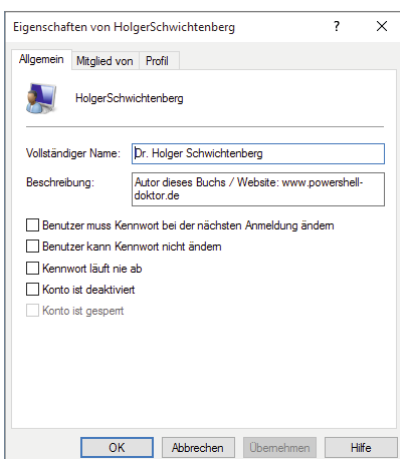 Eigenschaften von HolgerSchwichtenberg ? ×
Allgemein Mitglied von Profil
HolgerSchwichtenberg
Vollständiger Name: Dr. Holger Schwichtenberg
Beschreibung: Autor dieses Buchs / Website: www.powershell-
doktor.de
Benutzer muss Kennwort bei der nächsten Anmeldung ändern
Benutzer kann Kennwort nicht ändern
Kennwort läuft nie ab
Konto ist deaktiviert
Konto ist gesperrt
OK Abbrechen Übernehmen Hilfe